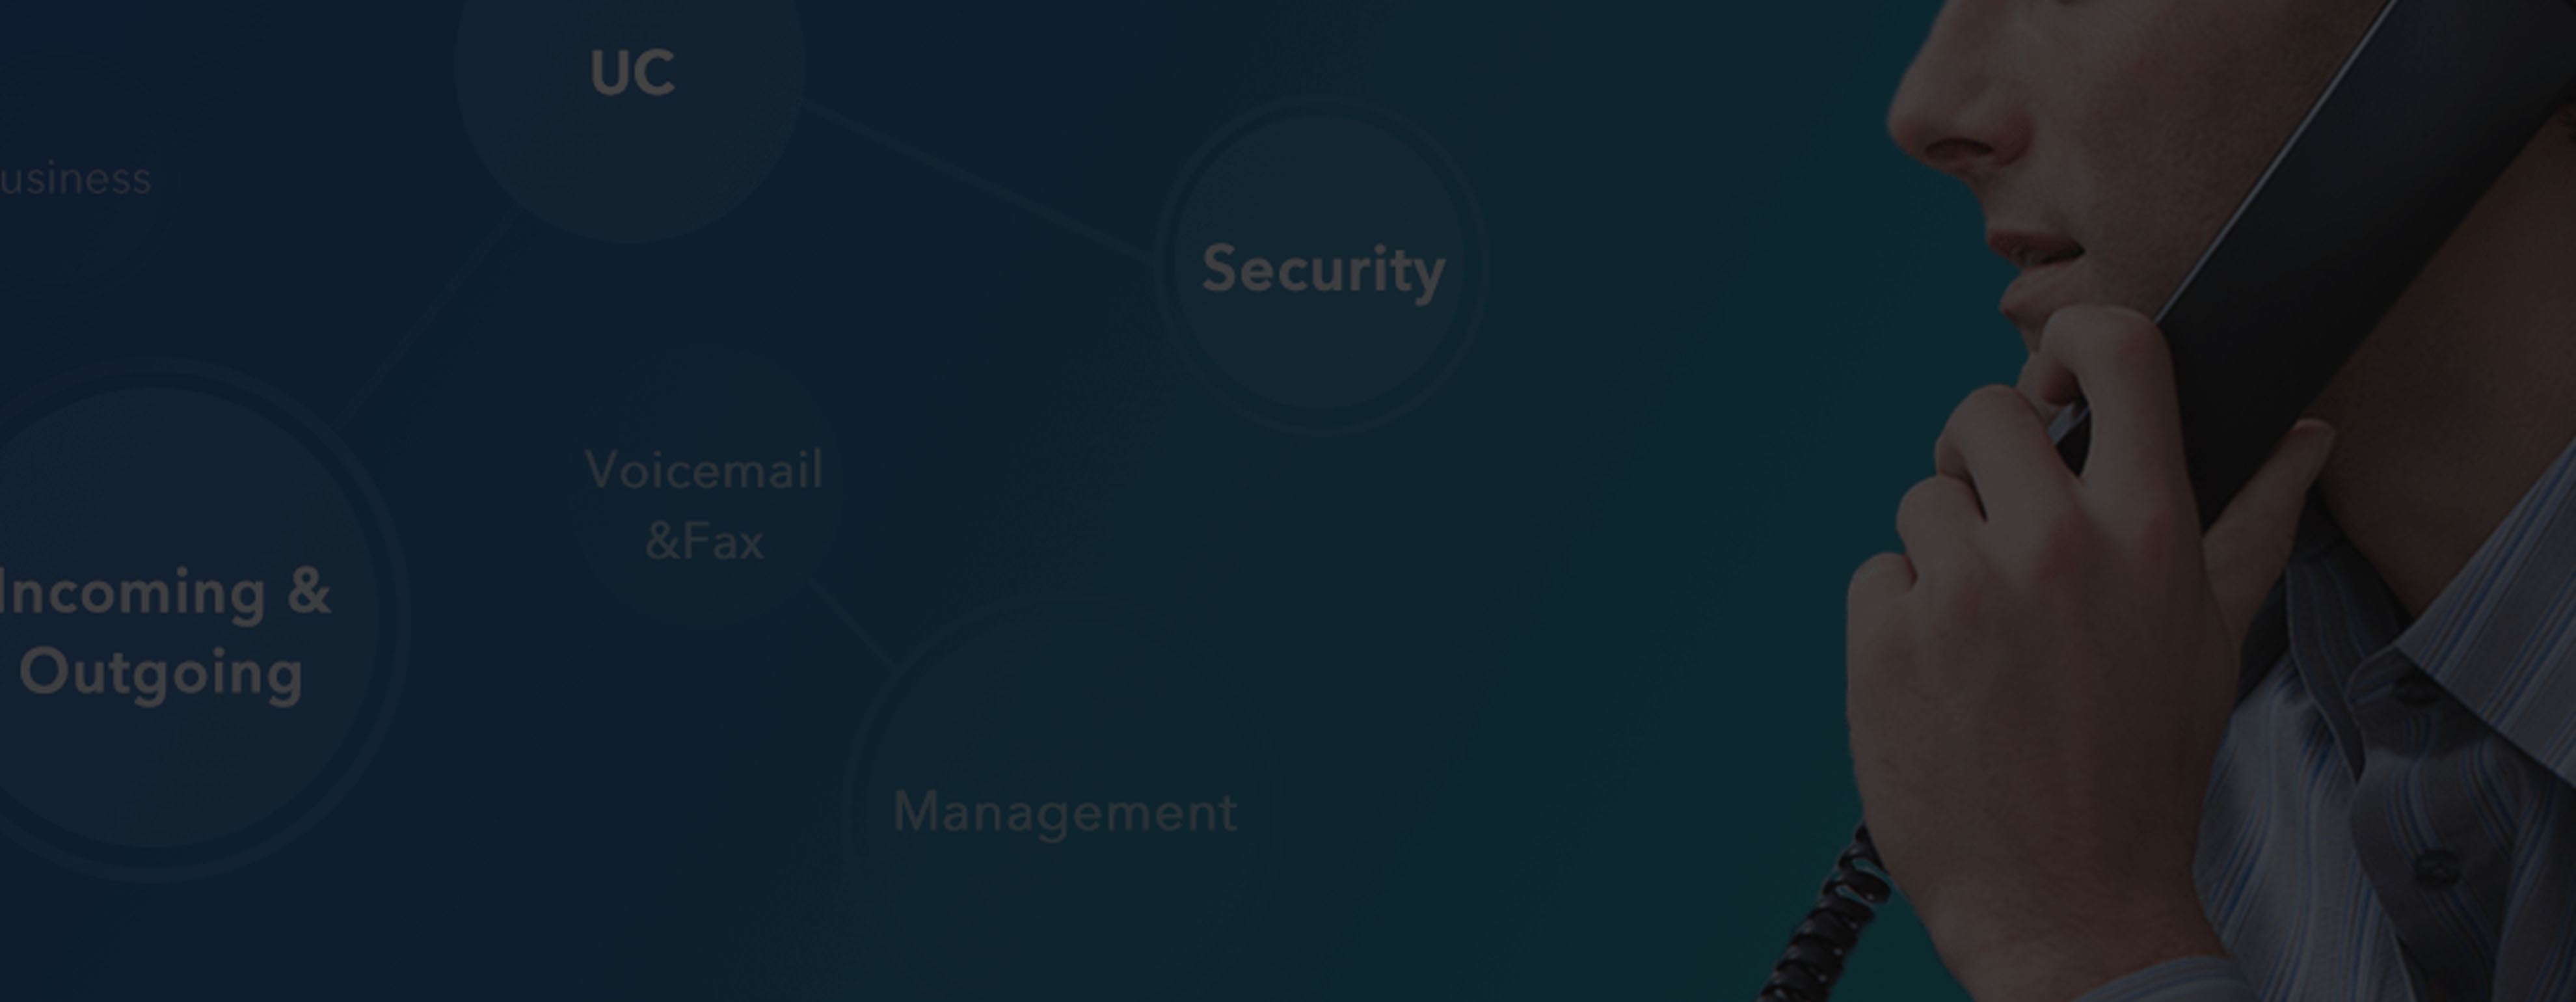 UC
usiness
Security
Voicemail
&Fax
Incoming &
Outgoing
Management